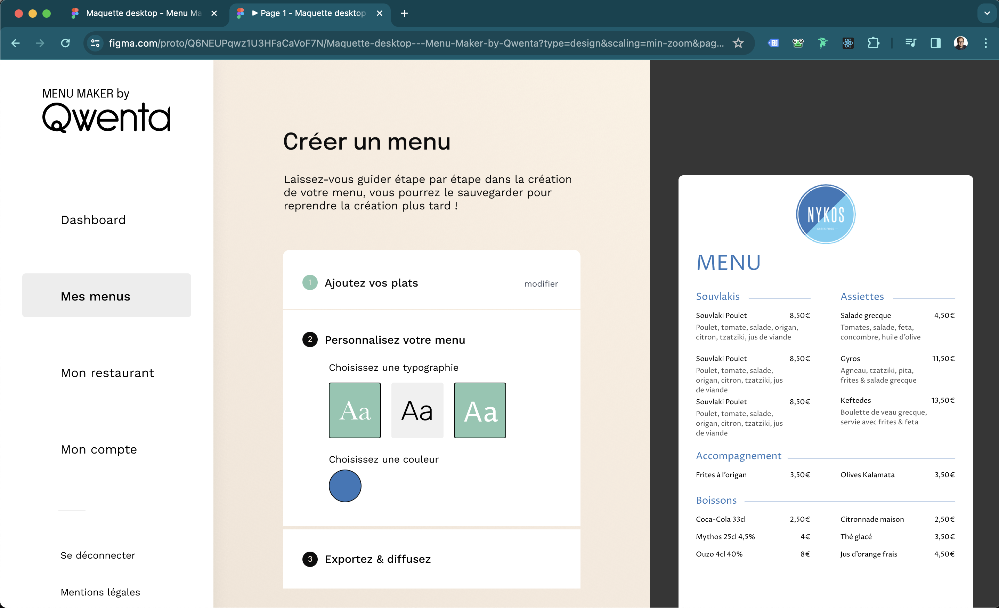 Maquette desktop - Menu Ma
Page 1 - Maquette desktop
figma.com/proto/Q6NEUPqwz1U3HFaCaVoF7N/Maquette-desktop---Menu-Maker-by-Qwenta?type=design&scaling=min-zoom&pag...
MENU MAKER by
Qwenta
Dashboard
Mes menus
Mon restaurant
Mon compte
Se déconnecter
Mentions légales
Créer un menu
Laissez-vous guider étape par étape dans la création
de votre menu, vous pourrez le sauvegarder pour
reprendre la création plus tard !
1 Ajoutez vos plats modifier
2 Personnalisez votre menu
Choisissez une typographie
Aa Aa Aa
Choisissez une couleur
3 Exportez & diffusez
NYKOS
— GREEK FOOD —
MENU
Souvlakis
Souvlaki Poulet 8,50€
Poulet, tomate, salade, origan,
citron, tzatziki, jus de viande
Souvlaki Poulet 8,50€
Poulet, tomate, salade,
origan, citron, tzatziki, jus
de viande
Souvlaki Poulet 8,50€
Poulet, tomate, salade,
origan, citron, tzatziki, jus
de viande
Assiettes
Salade grecque 4,50€
Tomates, salade, feta,
concombre, huile d'olive
Gyros 11,50€
Agneau, tzatziki, pita,
frites & salade grecque
Keftedes 13,50€
Boulette de veau grecque,
servie avec frites & feta
Accompagnement
Frites à l'origan 3,50€
Olives Kalamata 3,50€
Boissons
Coca-Cola 33cl 2,50€
Citronnade maison 2,50€
Mythos 25cl 4,5% 4€
Thé glacé 3,50€
Ouzo 4cl 40% 8€
Jus d'orange frais 4,50€